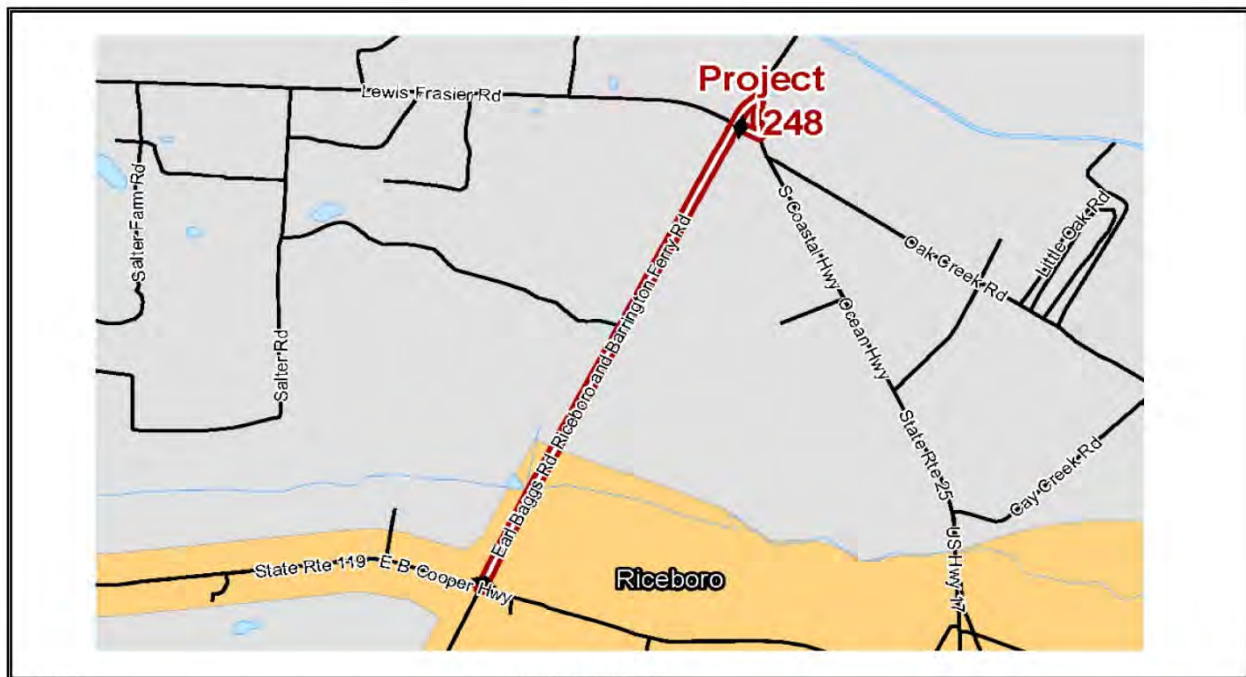 Project
248
Lewis Frasier Rd
Salter Farm Rd
Salter Rd
Earl Baggs Rd Riceboro and Barrington Ferry Rd
S Coastal Hwy Ocean Hwy
State Rte 25
US Hwy 17
Oak Creek Rd
Little Oak Rd
Cay Creek Rd
State Rte 119
E B Cooper Hwy
Riceboro